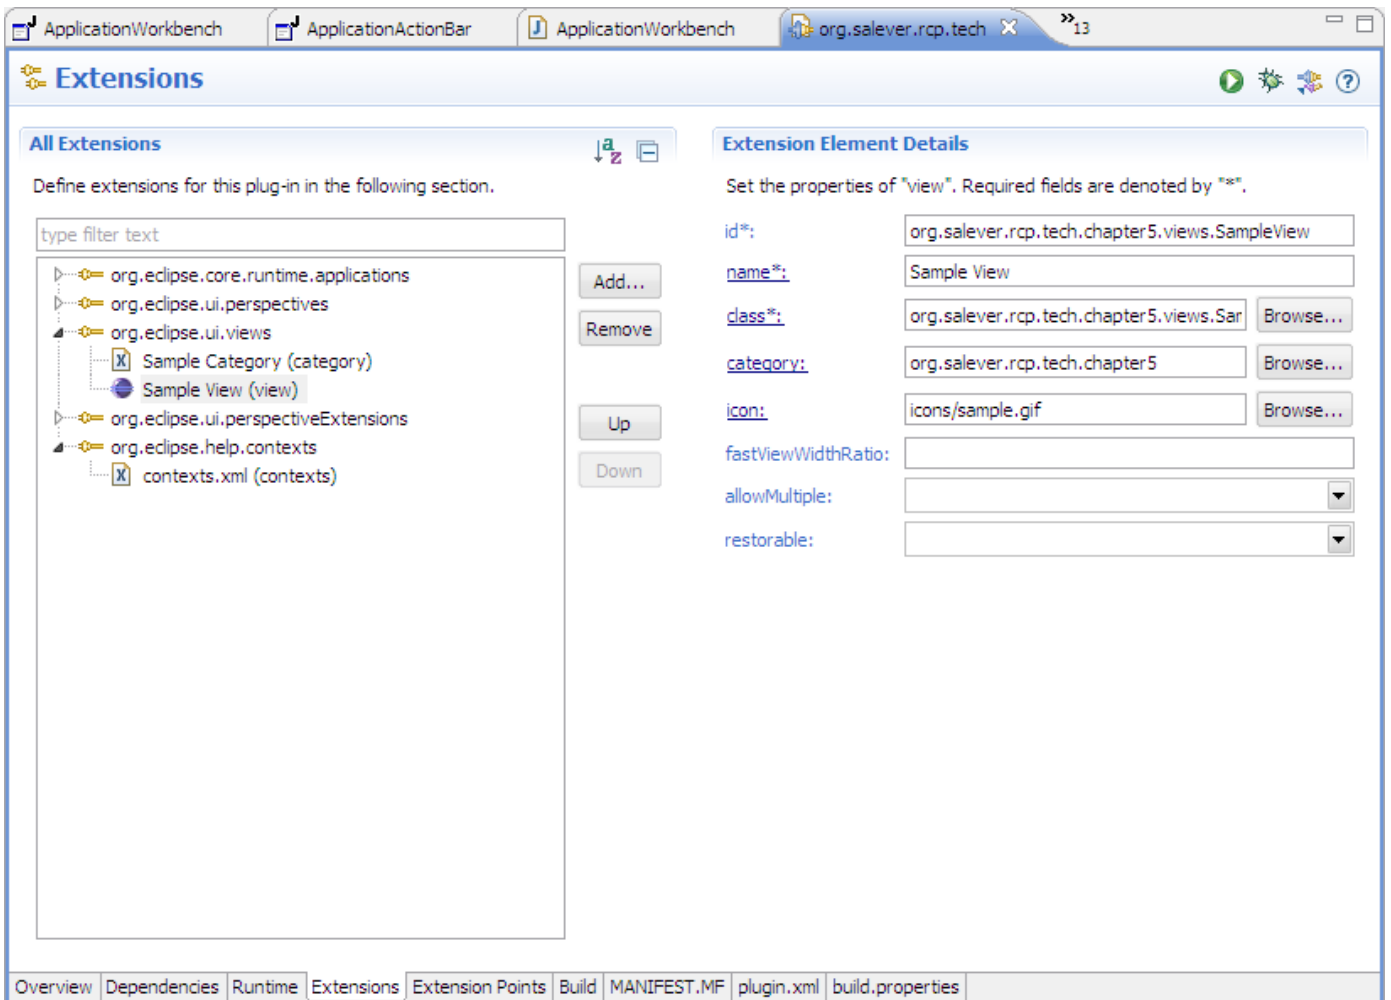 ApplicationWorkbench ApplicationActionBar ApplicationWorkbench org.salever.rcp.tech »13
Extensions
All Extensions
Define extensions for this plug-in in the following section.
type filter text
org.eclipse.core.runtime.applications
org.eclipse.ui.perspectives
org.eclipse.ui.views
Sample Category (category)
Sample View (view)
org.eclipse.ui.perspectiveExtensions
org.eclipse.help.contexts
contexts.xml (contexts)
Add...
Remove
Up
Down
Extension Element Details
Set the properties of "view". Required fields are denoted by "*".
id*: org.salever.rcp.tech.chapter5.views.SampleView
name*: Sample View
class*: org.salever.rcp.tech.chapter5.views.Sar Browse...
category: org.salever.rcp.tech.chapter5 Browse...
icon: icons/sample.gif Browse...
fastViewWidthRatio:
allowMultiple:
restorable:
Overview Dependencies Runtime Extensions Extension Points Build MANIFEST.MF plugin.xml build.properties